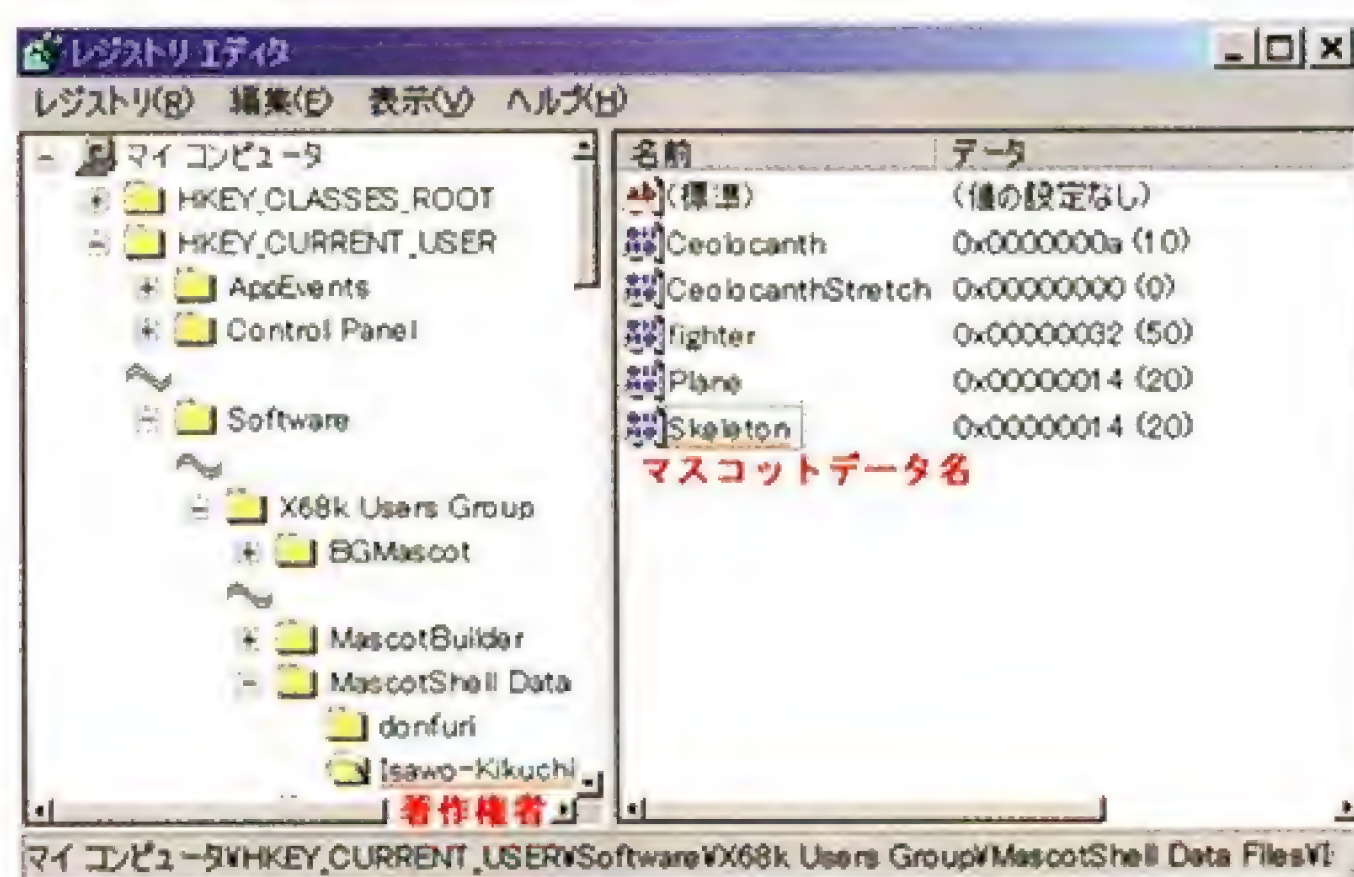 レジストリ エディタ
レジストリ(R) 編集(E) 表示(V) ヘルプ(H)
マイ コンピュータ
HKEY_CLASSES_ROOT
HKEY_CURRENT_USER
AppEvents
Control Panel
Software
X68k Users Group
BGMascot
MascotBuilder
MascotShell Data
donfuri
Isawo-Kikuchi
著作権者
名前 データ
(標準) (値の設定なし)
Ceolocanth 0x0000000a (10)
CeolocanthStretch 0x00000000 (0)
fighter 0x00000032 (50)
Plane 0x00000014 (20)
Skeleton 0x00000014 (20)
マスコットデータ名
マイ コンピュータ¥HKEY_CURRENT_USER¥Software¥X68k Users Group¥MascotShell Data Files¥I